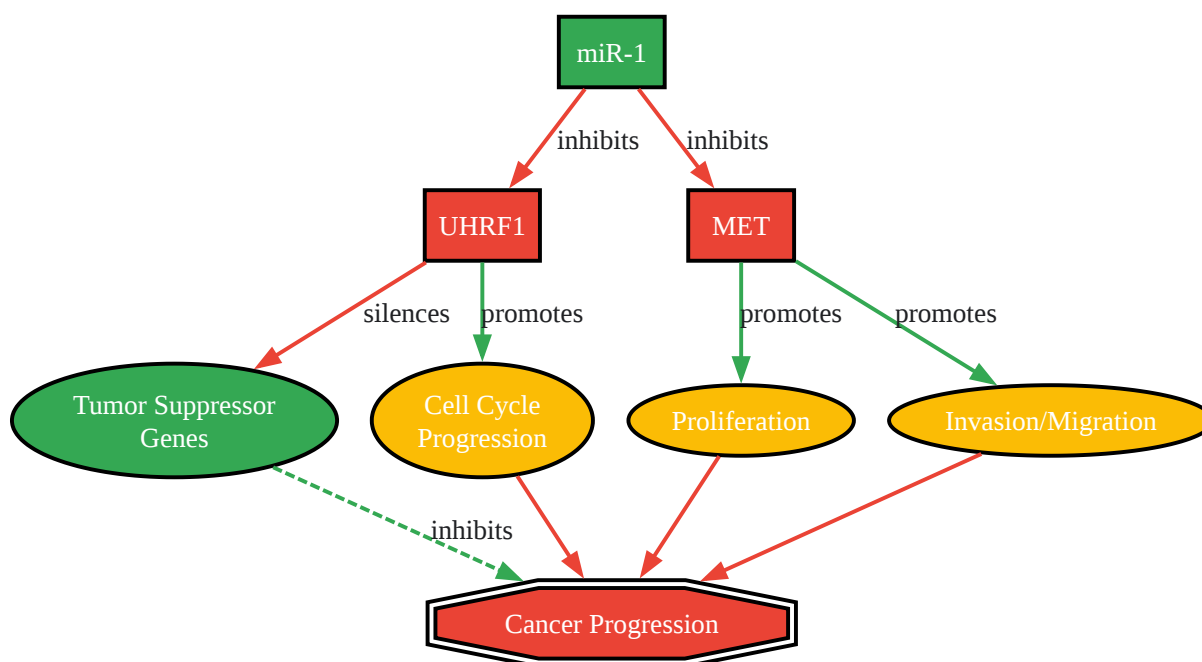 miR-1
inhibits
inhibits
UHRF1
MET
silences
promotes
promotes
promotes
Tumor Suppressor
Genes
Cell Cycle
Progression
Proliferation
Invasion/Migration
inhibits
Cancer Progression